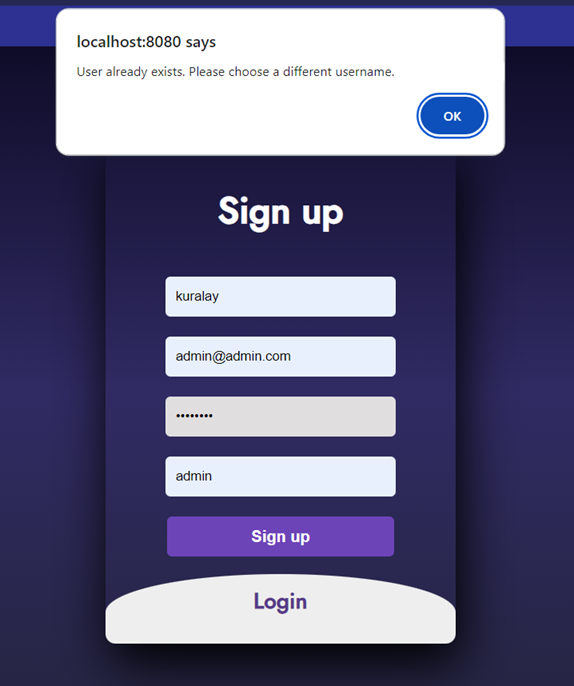 localhost:8080 says
User already exists. Please choose a different username.
OK
Sign up
kuralay
admin@admin.com
••••••••
admin
Sign up
Login